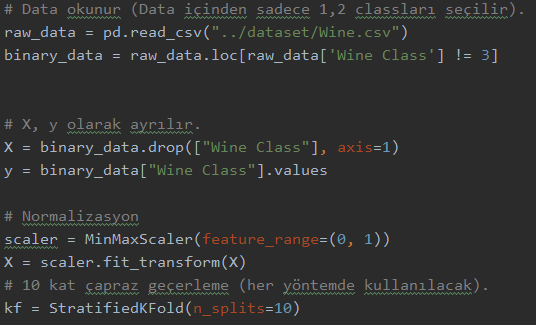 # Data okunur (Data içinden sadece 1,2 classları seçilir).
raw_data = pd.read_csv("../dataset/Wine.csv")
binary_data = raw_data.loc[raw_data['Wine Class'] != 3]
# X, y olarak ayrılır.
X = binary_data.drop(["Wine Class"], axis=1)
y = binary_data["Wine Class"].values
# Normalizasyon
scaler = MinMaxScaler(feature_range=(0, 1))
X = scaler.fit_transform(X)
# 10 kat çapraz geçerleme (her yöntemde kullanılacak).
kf = StratifiedKFold(n_splits=10)